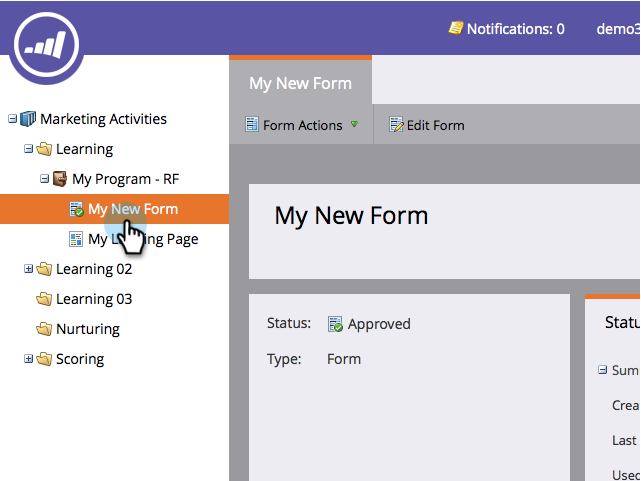 Notifications: 0
demo3
My New Form
Form Actions
Edit Form
Marketing Activities
Learning
My Program - RF
My New Form
My Page
Learning 02
Learning 03
Nurturing
Scoring
My New Form
Status: Approved
Type: Form
Statu
Sum
Crea
Last
Used